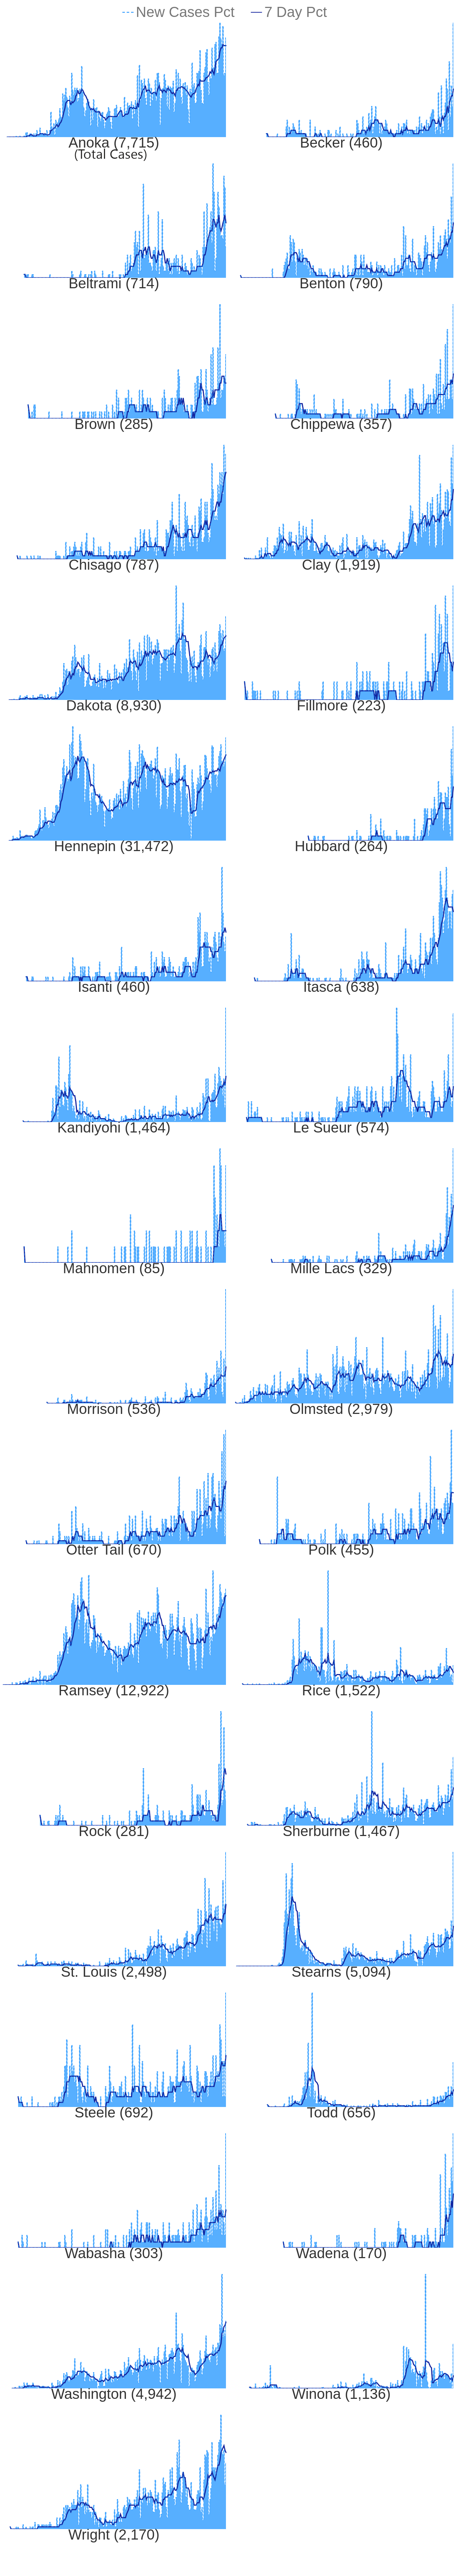 New Cases Pct 7 Day Pct
Anoka (7,715) Becker (460)
(Total Cases)
Beltrami (714) Benton (790)
Brown (285) Chippewa (357)
Chisago (787) Clay (1,919)
Dakota (8,930) Fillmore (223)
Hennepin (31,472) Hubbard (264)
Isanti (460) Itasca (638)
Kandiyohi (1,464) Le Sueur (574)
Mahnomen (85) Mille Lacs (329)
Morrison (536) Olmsted (2,979)
Otter Tail (670) Polk (455)
Ramsey (12,922) Rice (1,522)
Rock (281) Sherburne (1,467)
St. Louis (2,498) Stearns (5,094)
Steele (692) Todd (656)
Wabasha (303) Wadena (170)
Washington (4,942) Winona (1,136)
Wright (2,170)